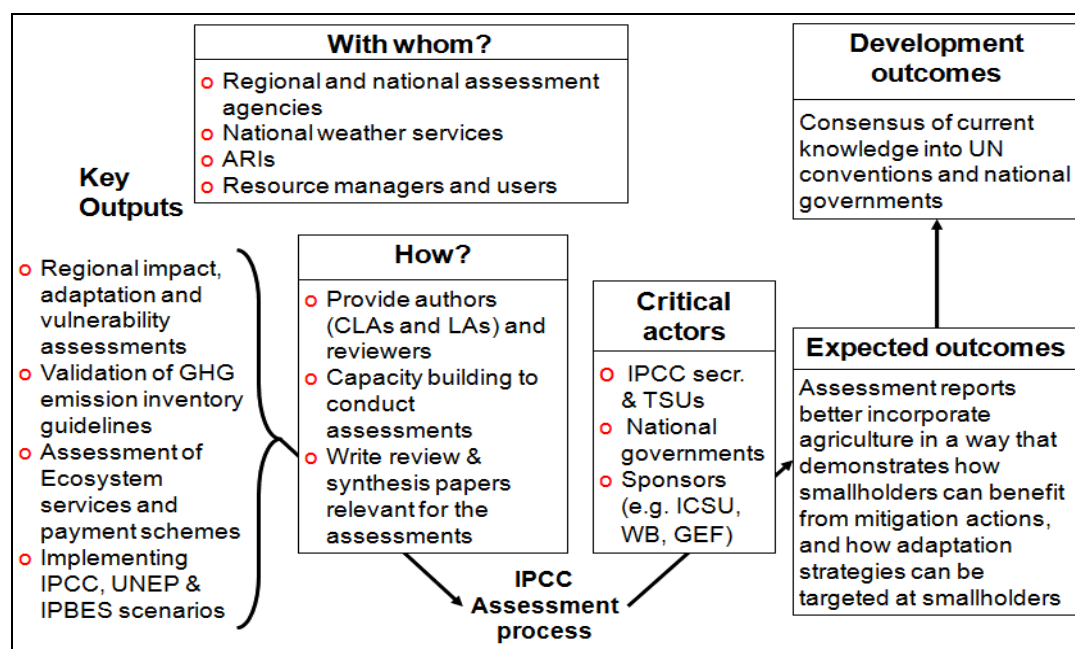 With whom?
o Regional and national assessment
agencies
o National weather services
o ARIs
o Resource managers and users
Development
outcomes
Consensus of current
knowledge into UN
conventions and national
governments
Key
Outputs
o Regional impact,
adaptation and
vulnerability
assessments
o Validation of GHG
emission inventory
guidelines
o Assessment of
Ecosystem
services and
payment schemes
o Implementing
IPCC, UNEP &
IPBES scenarios
How?
o Provide authors
(CLAs and LAs) and
reviewers
o Capacity building to
conduct
assessments
o Write review &
synthesis papers
relevant for the
assessments
Critical
actors
o IPCC secr.
& TSUs
o National
governments
o Sponsors
(e.g. ICSU,
WB, GEF)
Expected outcomes
Assessment reports
better incorporate
agriculture in a way that
demonstrates how
smallholders can benefit
from mitigation actions,
and how adaptation
strategies can be
targeted at smallholders
IPCC
Assessment
process